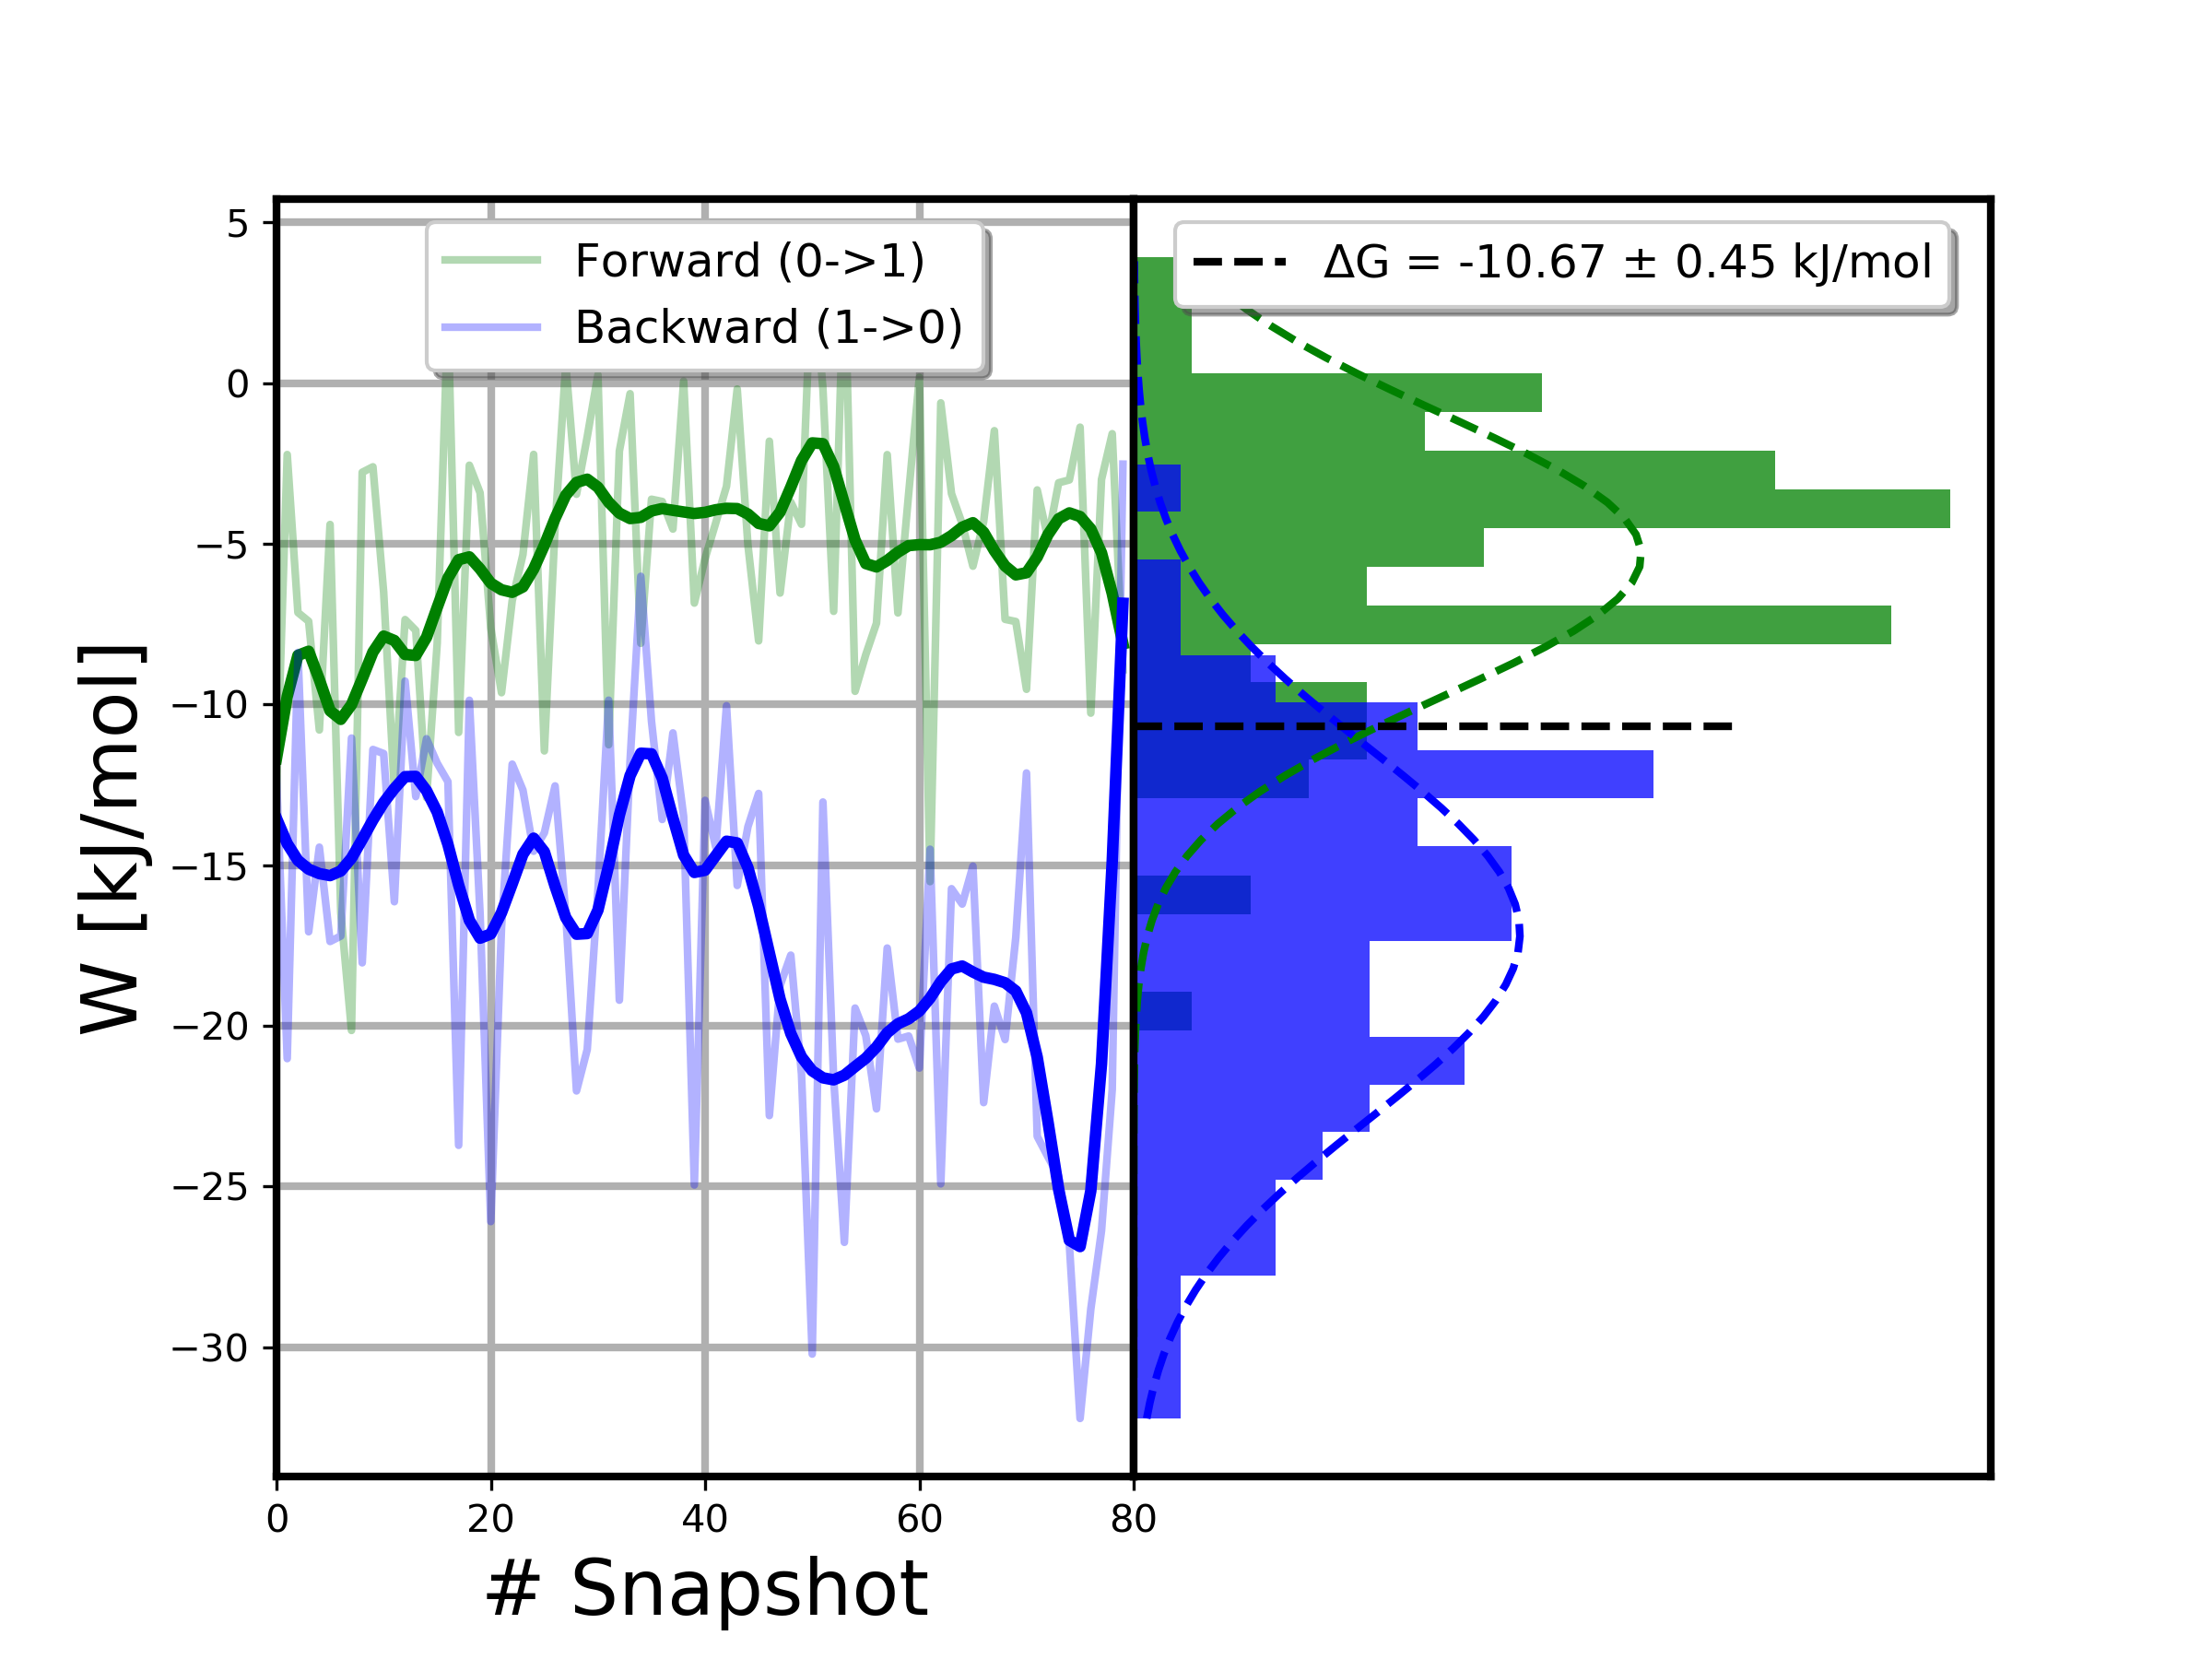 Forward (0->1)
Backward (1->0)
ΔG = -10.67 ± 0.45 kJ/mol
5
0
−5
−10
−15
−20
−25
−30
W [kJ/mol]
0 20 40 60 80
# Snapshot